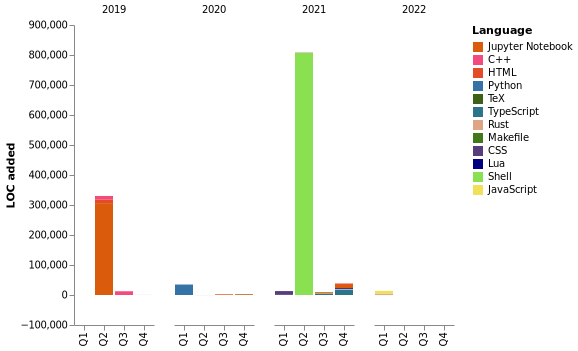 2019 2020 2021 2022
900,000
800,000
700,000
600,000
500,000
400,000
300,000
200,000
100,000
0
−100,000
LOC added
Q1 Q2 Q3 Q4 Q1 Q2 Q3 Q4 Q1 Q2 Q3 Q4 Q1 Q2 Q3 Q4
Language
Jupyter Notebook
C++
HTML
Python
TeX
TypeScript
Rust
Makefile
CSS
Lua
Shell
JavaScript